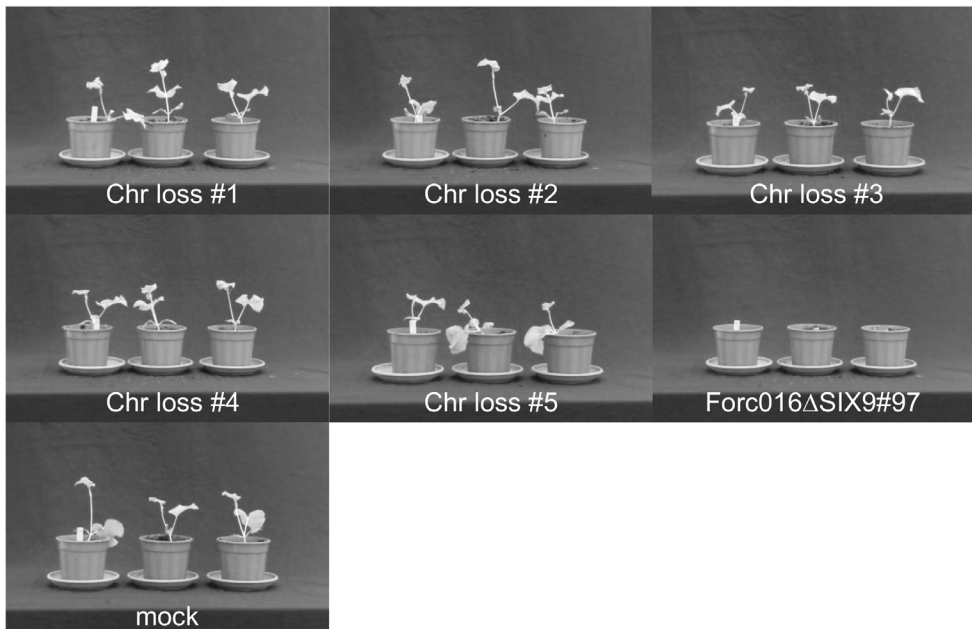 Chr loss #1
Chr loss #2
Chr loss #3
Chr loss #4
Chr loss #5
Forc016ΔSIX9#97
mock